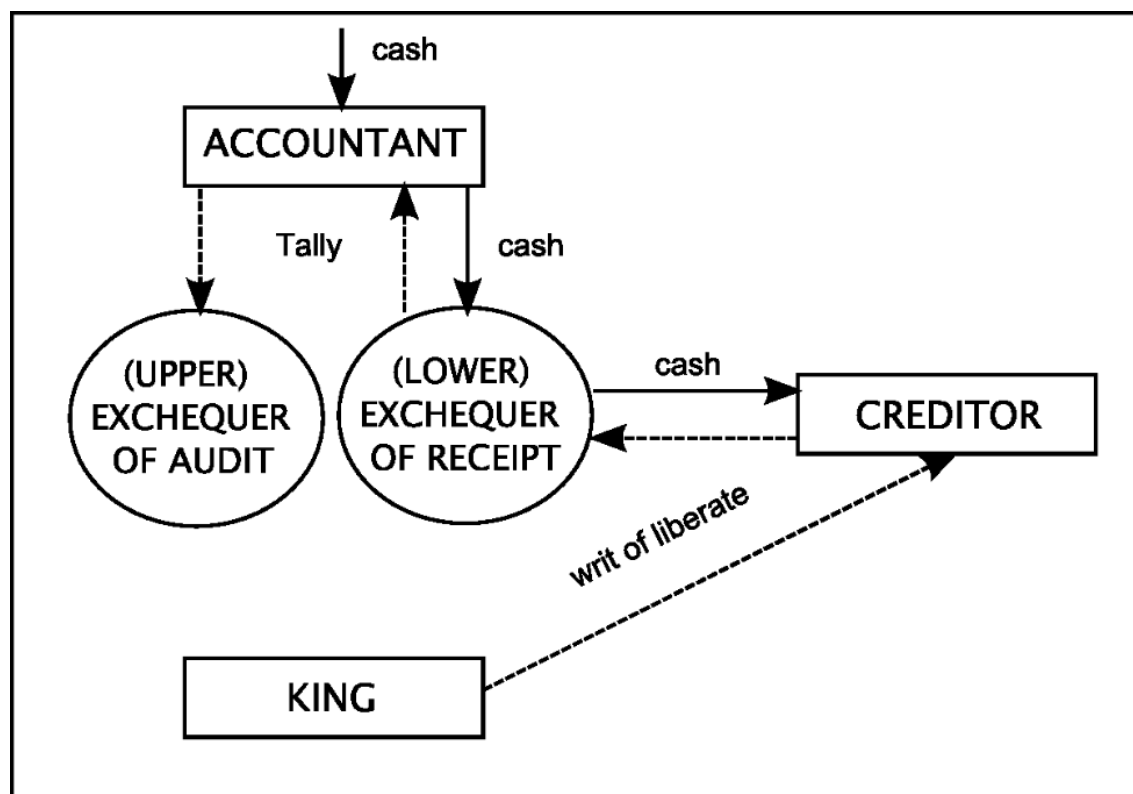 cash
ACCOUNTANT
Tally
cash
(UPPER)
EXCHEQUER
OF AUDIT
(LOWER)
EXCHEQUER
OF RECEIPT
cash
CREDITOR
writ of liberate
KING